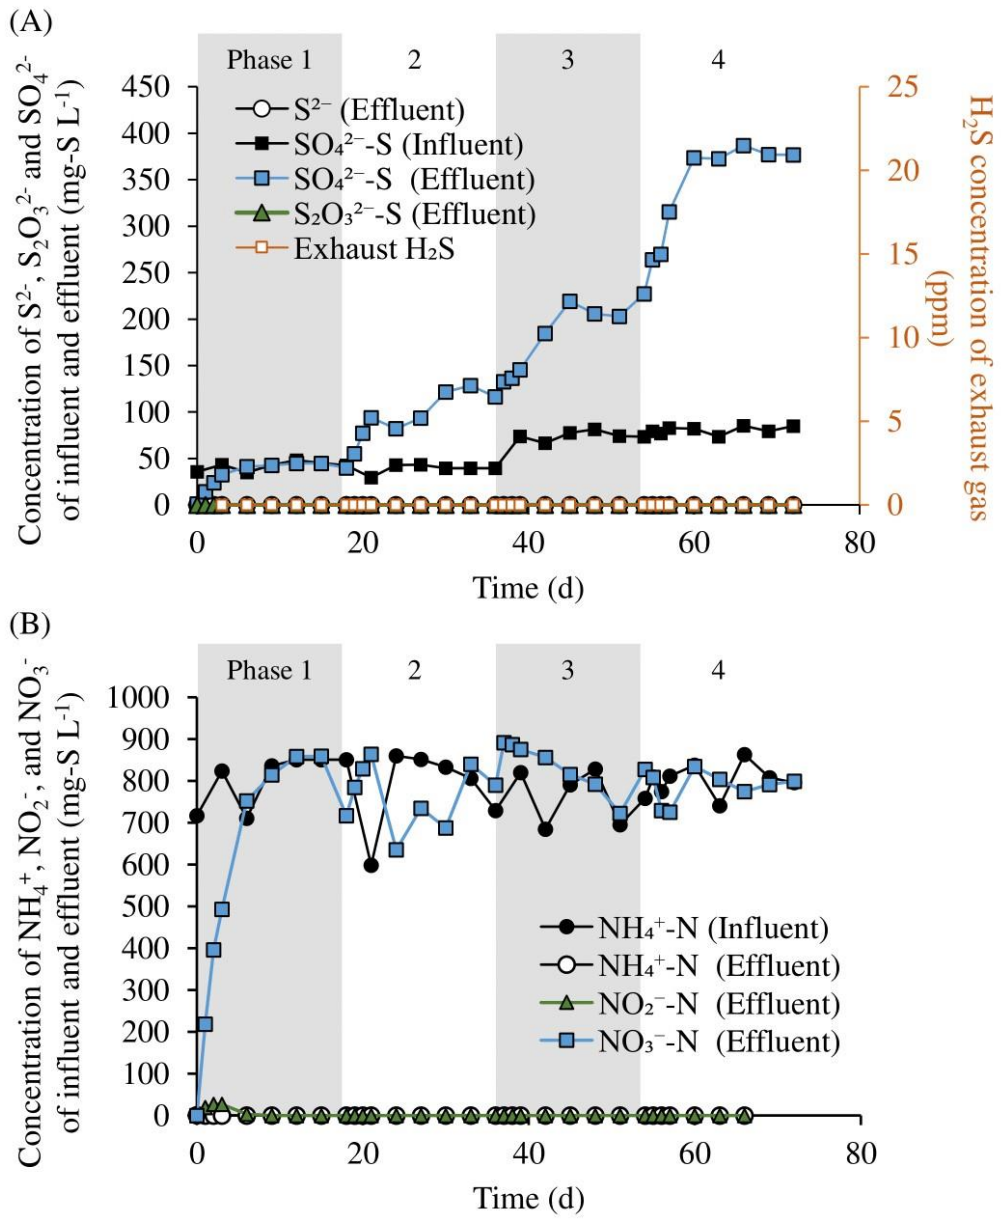 (A)
Phase 1 2 3 4
Concentration of S²⁻, S₂O₃²⁻ and SO₄²⁻
of influent and effluent (mg-S L⁻¹)
450
400
350
300
250
200
150
100
50
0
S²⁻ (Effluent)
SO₄²⁻-S (Influent)
SO₄²⁻-S (Effluent)
S₂O₃²⁻-S (Effluent)
Exhaust H₂S
25
20
15
10
5
0
H₂S concentration of exhaust gas
(ppm)
0 20 40 60 80
Time (d)
(B)
Phase 1 2 3 4
Concentration of NH₄⁺, NO₂⁻, and NO₃⁻
of influent and effluent (mg-S L⁻¹)
1000
900
800
700
600
500
400
300
200
100
0
NH₄⁺-N (Influent)
NH₄⁺-N (Effluent)
NO₂⁻-N (Effluent)
NO₃⁻-N (Effluent)
0 20 40 60 80
Time (d)